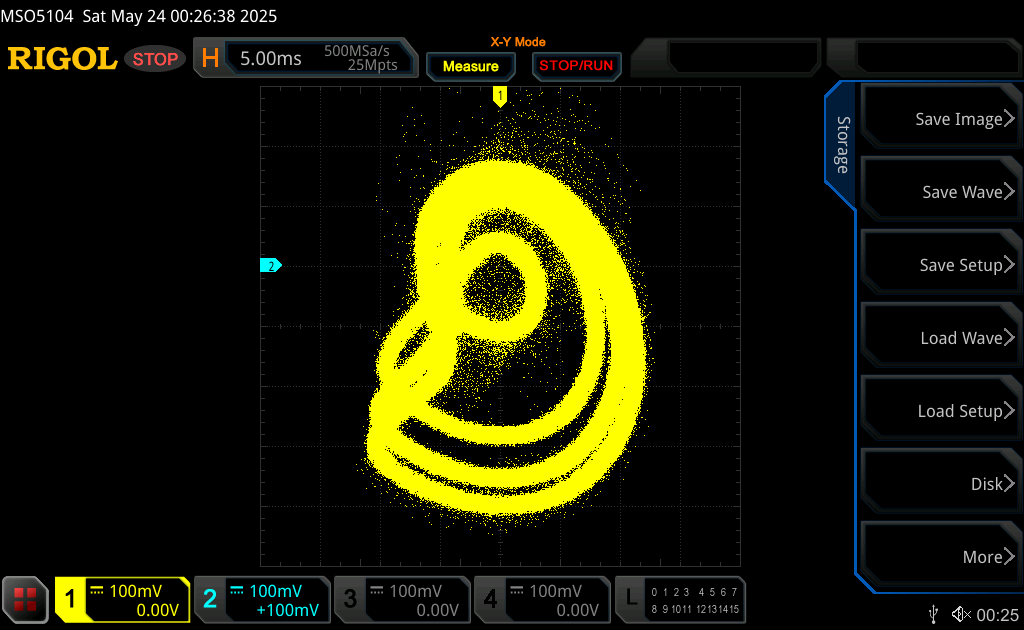 MSO5104 Sat May 24 00:26:38 2025
RIGOL STOP H 5.00ms 500MSa/s 25Mpts
X-Y Mode
Measure STOP/RUN
1
2
Storage
Save Image
Save Wave
Save Setup
Load Wave
Load Setup
Disk
More
1 100mV 0.00V
2 100mV +100mV
3 100mV 0.00V
4 100mV 0.00V
L 0 1 2 3 4 5 6 7
8 9 10 11 12 13 14 15
00:25